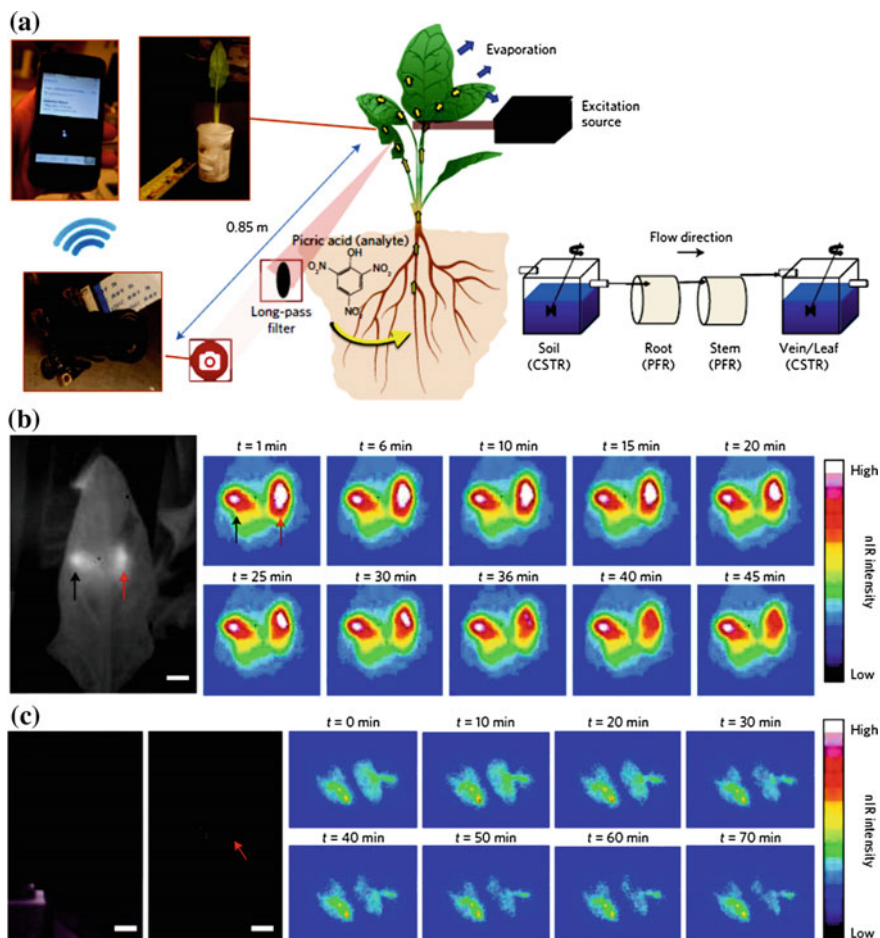 (a)
Evaporation
Excitation
source
0.85 m
Picric acid (analyte)
OH
O₂N
NO₂
NO₂
Long-pass
filter
Flow direction
Soil
(CSTR)
Root
(PFR)
Stem
(PFR)
Vein/Leaf
(CSTR)
(b)
t = 1 min
t = 6 min
t = 10 min
t = 15 min
t = 20 min
t = 25 min
t = 30 min
t = 36 min
t = 40 min
t = 45 min
High
nIR intensity
Low
(c)
t = 0 min
t = 10 min
t = 20 min
t = 30 min
t = 40 min
t = 50 min
t = 60 min
t = 70 min
High
nIR intensity
Low